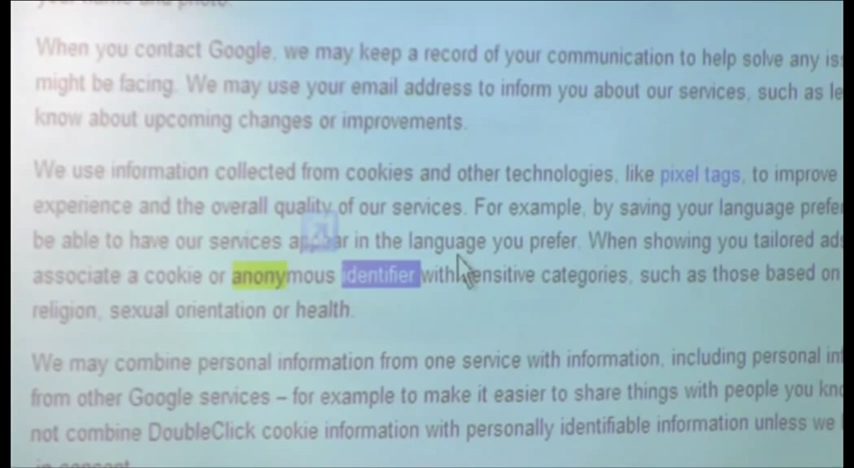 When you contact Google, we may keep a record of your communication to help solve any
might be facing. We may use your email address to inform you about our services, such as
know about upcoming changes or improvements.
We use information collected from cookies and other technologies, like pixel tags, to improve
experience and the overall quality of our services. For example, by saving your language
be able to have our services appear in the language you prefer. When showing you tailored
associate a cookie or anonymous identifier with sensitive categories, such as those based on
religion, sexual orientation or health.
We may combine personal information from one service with information, including personal
from other Google services – for example to make it easier to share things with people you
not combine DoubleClick cookie information with personally identifiable information unless we